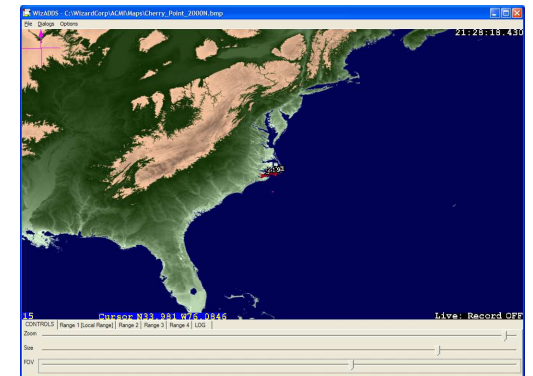 WizADDS - C:\WizardCorp\ACMI\Maps\Cherry_Point_2000N.bmp
File Dialogs Options
21:28:18.430
15 Cursor N33.981 W76.0846 Live: Record OFF
CONTROLS Range 1 [Local Range] Range 2 Range 3 Range 4 LOG
Zoom
Size
FOV